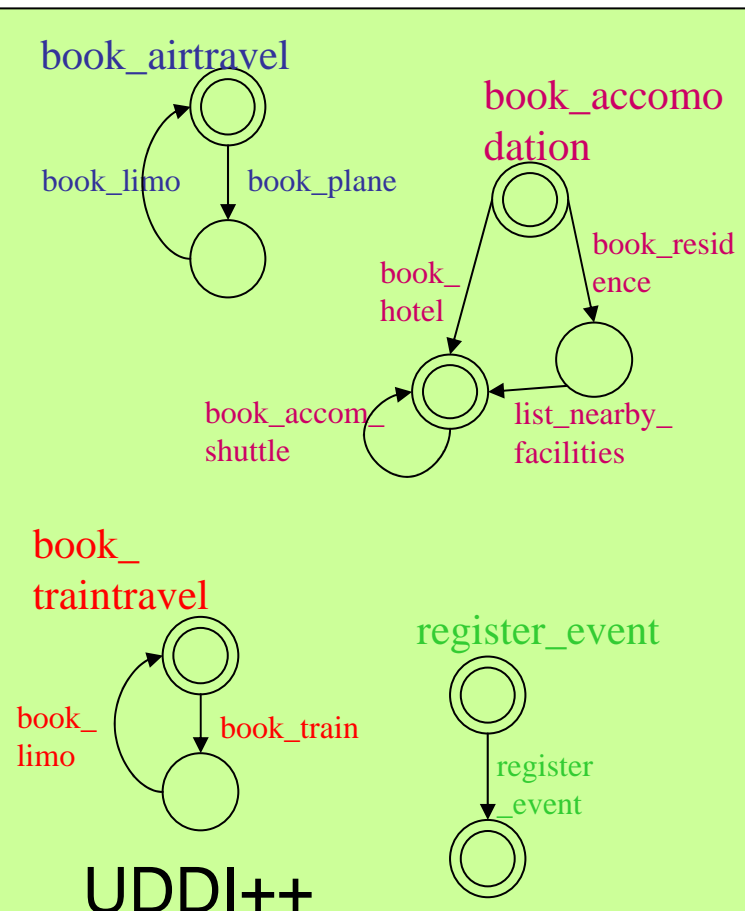 book_airtravel
book_limo
book_plane
book_accomo
dation
book_
hotel
book_resid
ence
book_accom_
shuttle
list_nearby_
facilities
book_
traintravel
book_
limo
book_train
register_event
register
_event
UDDI++